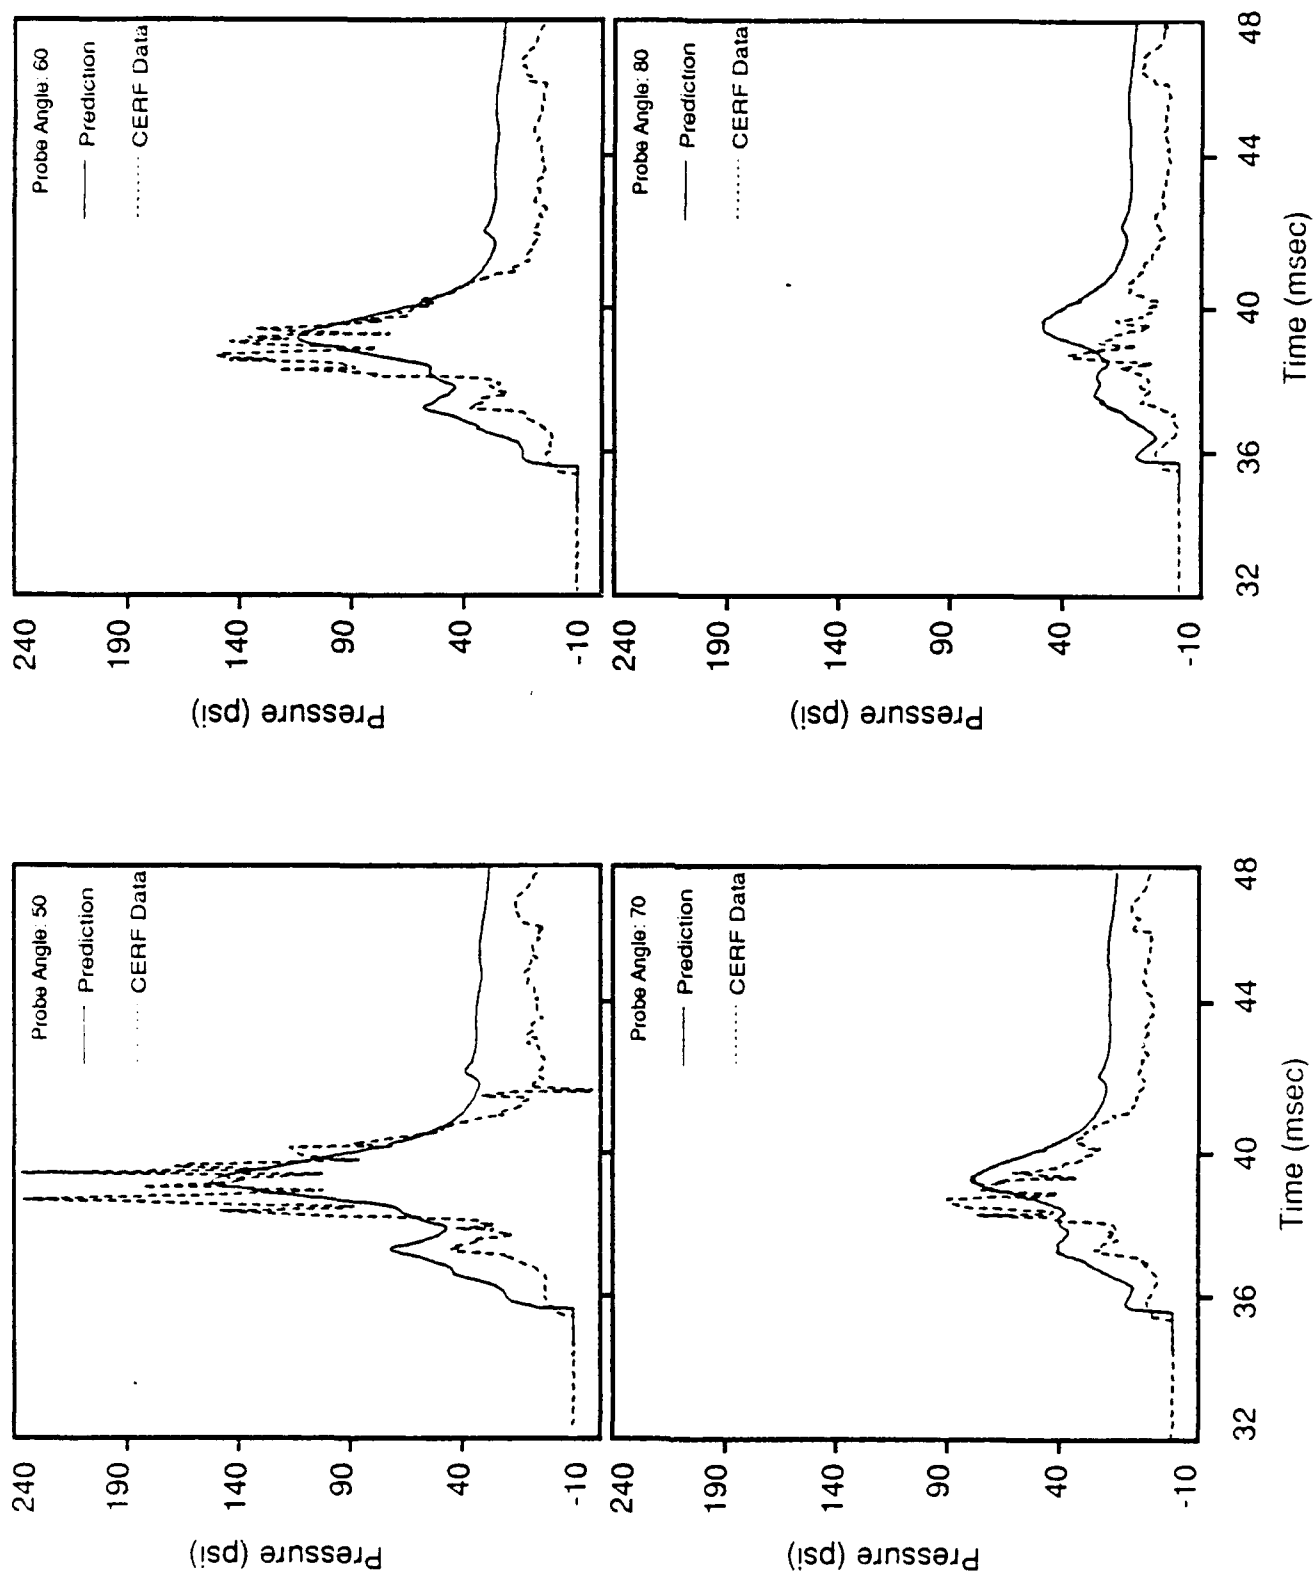 240
190
140
90
40
-10
Pressure (psi)
Probe Angle: 50
Prediction
CERF Data
240
190
140
90
40
-10
Pressure (psi)
Probe Angle: 60
Prediction
CERF Data
240
190
140
90
40
-10
Pressure (psi)
Probe Angle: 70
Prediction
CERF Data
32
36
40
44
48
Time (msec)
240
190
140
90
40
-10
Pressure (psi)
Probe Angle: 80
Prediction
CERF Data
32
36
40
44
48
Time (msec)